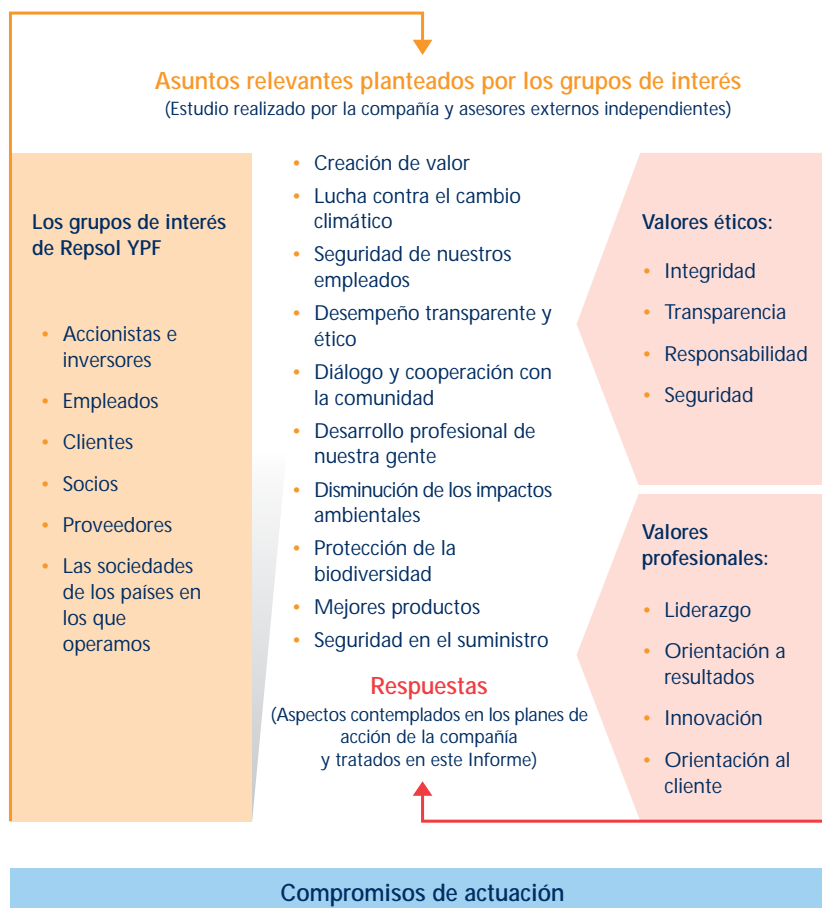 Asuntos relevantes planteados por los grupos de interés
(Estudio realizado por la compañía y asesores externos independientes)
Los grupos de interés
de Repsol YPF
• Accionistas e
inversores
• Empleados
• Clientes
• Socios
• Proveedores
• Las sociedades
de los países en
los que
operamos
• Creación de valor
• Lucha contra el cambio
climático
• Seguridad de nuestros
empleados
• Desempeño transparente y
ético
• Diálogo y cooperación con
la comunidad
• Desarrollo profesional de
nuestra gente
• Disminución de los impactos
ambientales
• Protección de la
biodiversidad
• Mejores productos
• Seguridad en el suministro
Respuestas
(Aspectos contemplados en los planes de
acción de la compañía
y tratados en este Informe)
Valores éticos:
• Integridad
• Transparencia
• Responsabilidad
• Seguridad
Valores
profesionales:
• Liderazgo
• Orientación a
resultados
• Innovación
• Orientación al
cliente
Compromisos de actuación